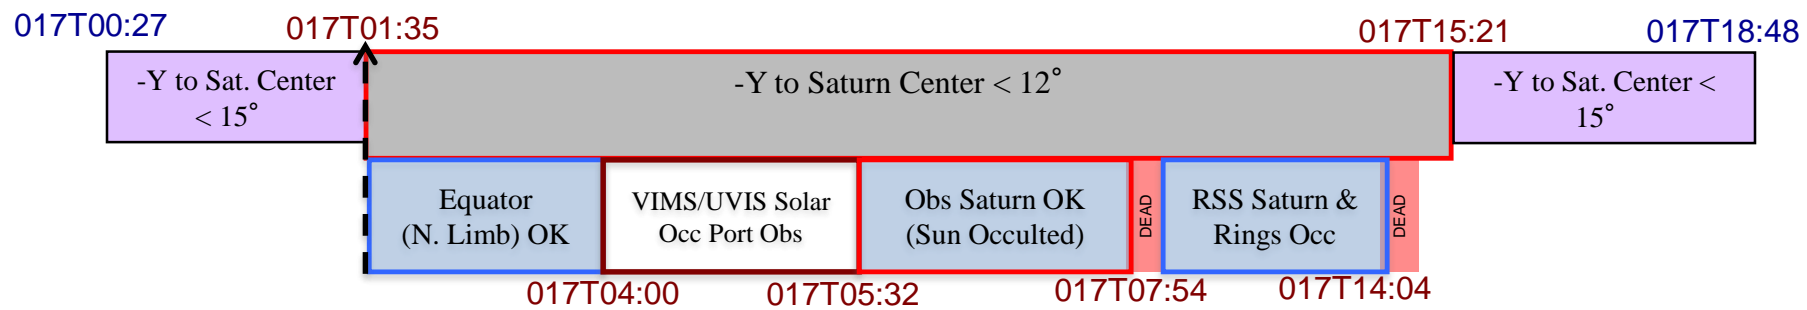 017T00:27
017T01:35
017T15:21
017T18:48
-Y to Sat. Center
< 15°
-Y to Saturn Center < 12°
-Y to Sat. Center <
15°
Equator
(N. Limb) OK
VIMS/UVIS Solar
Occ Port Obs
Obs Saturn OK
(Sun Occulted)
DEAD
RSS Saturn &
Rings Occ
DEAD
017T04:00
017T05:32
017T07:54
017T14:04